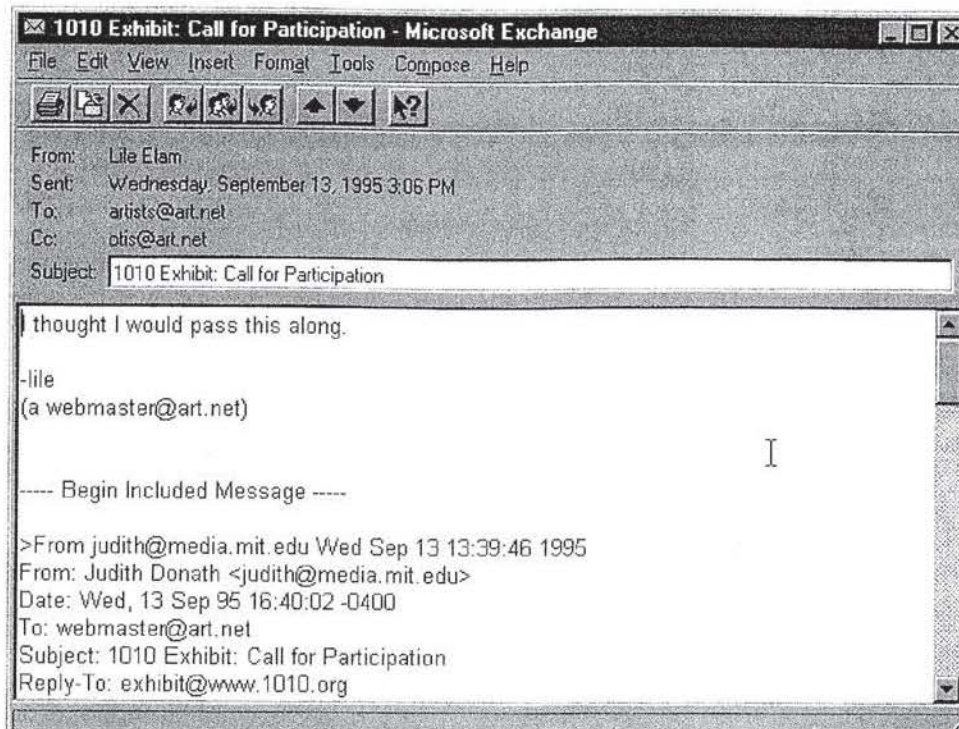 1010 Exhibit: Call for Participation - Microsoft Exchange
File Edit View Insert Format Tools Compose Help
From: Lile Elam
Sent: Wednesday, September 13, 1995 3:06 PM
To: artists@art.net
Cc: otis@art.net
Subject: 1010 Exhibit: Call for Participation
I thought I would pass this along.
-lile
(a webmaster@art.net)
----- Begin Included Message -----
>From judith@media.mit.edu Wed Sep 13 13:39:46 1995
From: Judith Donath <judith@media.mit.edu>
Date: Wed, 13 Sep 95 16:40:02 -0400
To: webmaster@art.net
Subject: 1010 Exhibit: Call for Participation
Reply-To: exhibit@www.1010.org